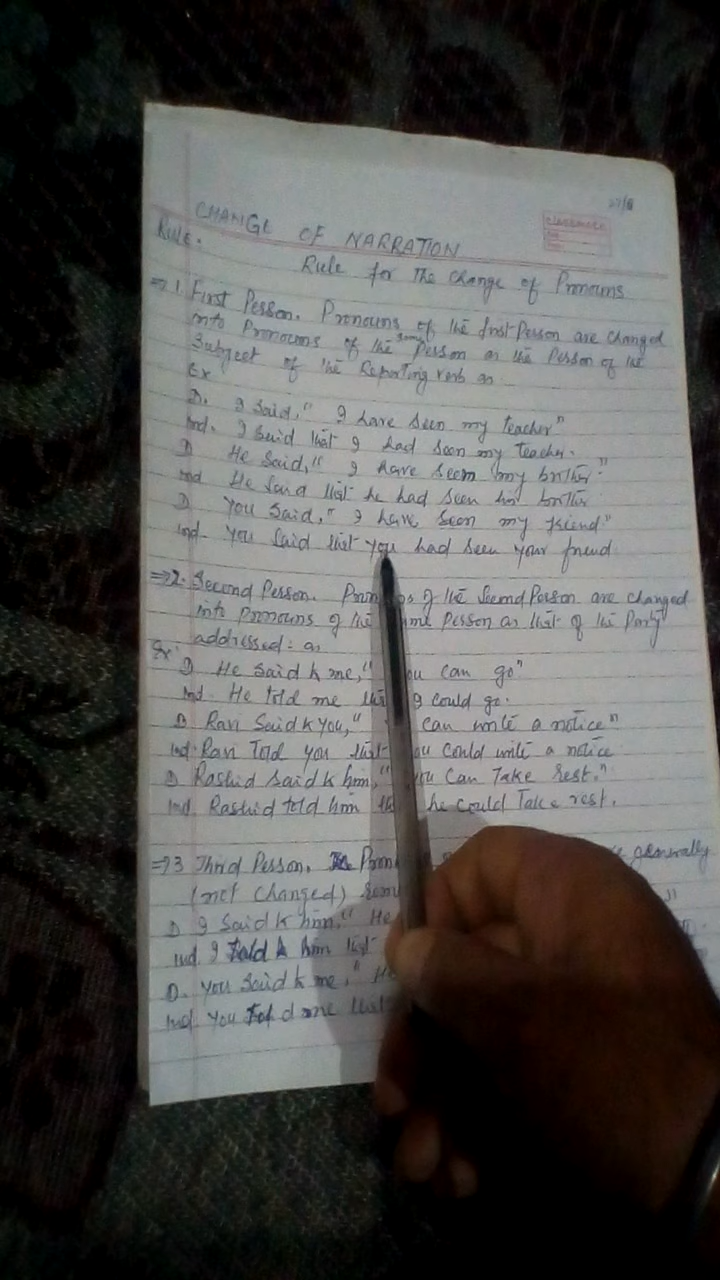 27/8
classmate
CHANGE OF NARRATION
Rule.
Rule for the change of Pronouns
⇒ 1. First Person. Pronouns of the first Person are changed
into Pronouns of the same Person as the Person of the
Subject of the Reporting verb as
Ex
D. I said, " I have seen my teacher"
Ind. I said that I had seen my teacher.
D He said, " I have seen my brother."
Ind He said that he had seen his brother
D You said, " I have seen my friend"
Ind. You said that you had seen your friend.
⇒ 2. Second Person. of the Second Person are changed
into Pronouns of the Person as that of the Party
addressed: as
Ex.
D He said to me, " can go"
Ind. He told me I could go.
D Ravi said to you, " can write a notice"
Ind. Ravi Told you that you could write a notice
D Rashid said to him, " you can Take rest."
Ind. Rashid told him he could Take rest.
⇒ 3 Third Person. generally
(not changed)
D I said to him, " He
Ind. I told him that
D. You said to me, " He
Ind. You told me that